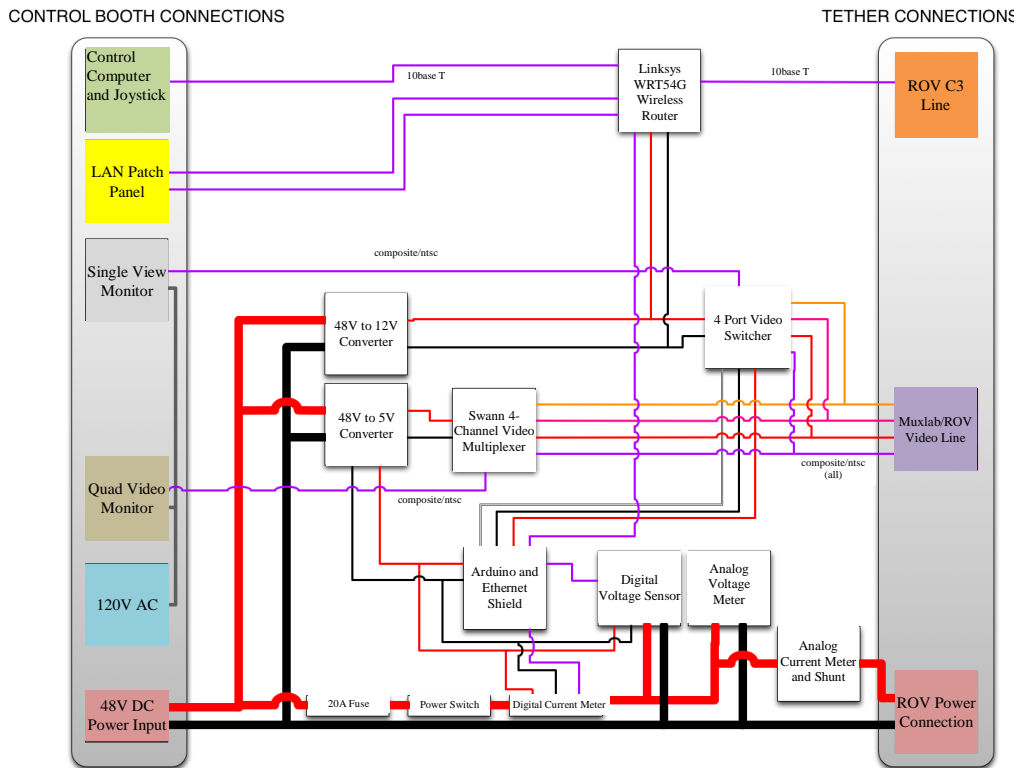 CONTROL BOOTH CONNECTIONS
TETHER CONNECTIONS
Control
Computer
and Joystick
10base T
Linksys
WRT54G
Wireless
Router
10base T
ROV C3
Line
LAN Patch
Panel
Single View
Monitor
composite/ntsc
48V to 12V
Converter
4 Port Video
Switcher
48V to 5V
Converter
Swann 4-
Channel Video
Multiplexer
Muxlab/ROV
Video Line
composite/ntsc
(all)
Quad Video
Monitor
composite/ntsc
120V AC
Arduino and
Ethernet
Shield
Digital
Voltage Sensor
Analog
Voltage
Meter
Analog
Current Meter
and Shunt
48V DC
Power Input
20A Fuse
Power Switch
Digital Current Meter
ROV Power
Connection